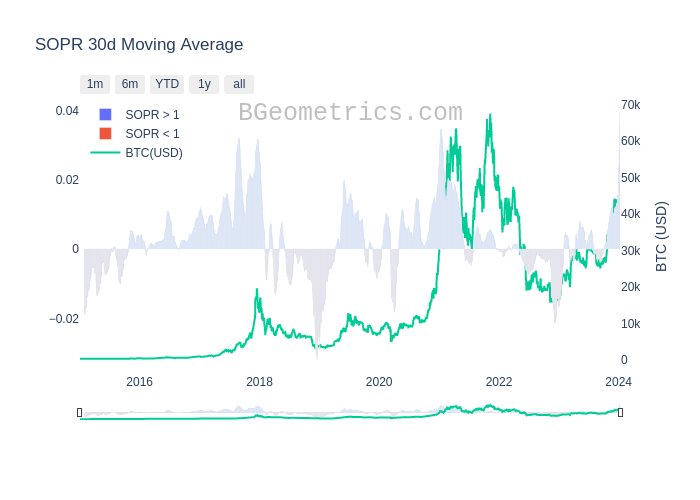 SOPR 30d Moving Average
1m 6m YTD 1y all
BGeometrics.com
SOPR > 1
SOPR < 1
BTC(USD)
0.04
0.02
0
−0.02
70k
60k
50k
40k
30k
20k
10k
0
BTC (USD)
2016 2018 2020 2022 2024